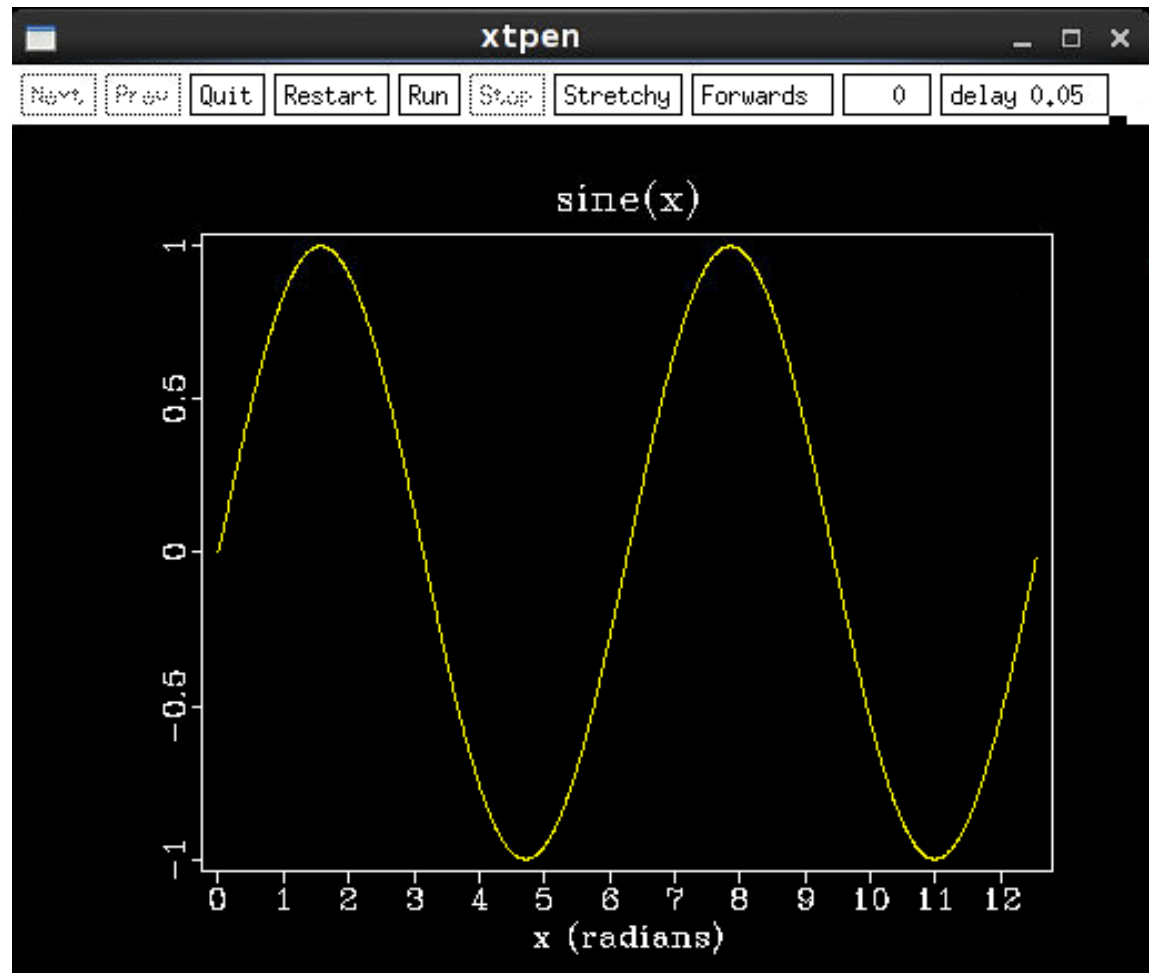 xtpen
Next Prev Quit Restart Run Stop Stretchy Forwards 0 delay 0.05
sine(x)
1
0.5
0
−0.5
−1
0 1 2 3 4 5 6 7 8 9 10 11 12
x (radians)